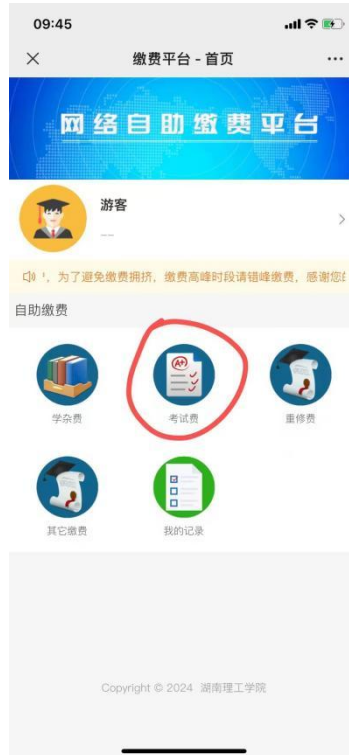 09:45
缴费平台 - 首页
网络自助缴费平台
游客
__
为了避免缴费拥挤，缴费高峰时段请错峰缴费，感谢您
自助缴费
A+
学杂费 考试费 重修费
其它缴费 我的记录
Copyright © 2024 湖南理工学院